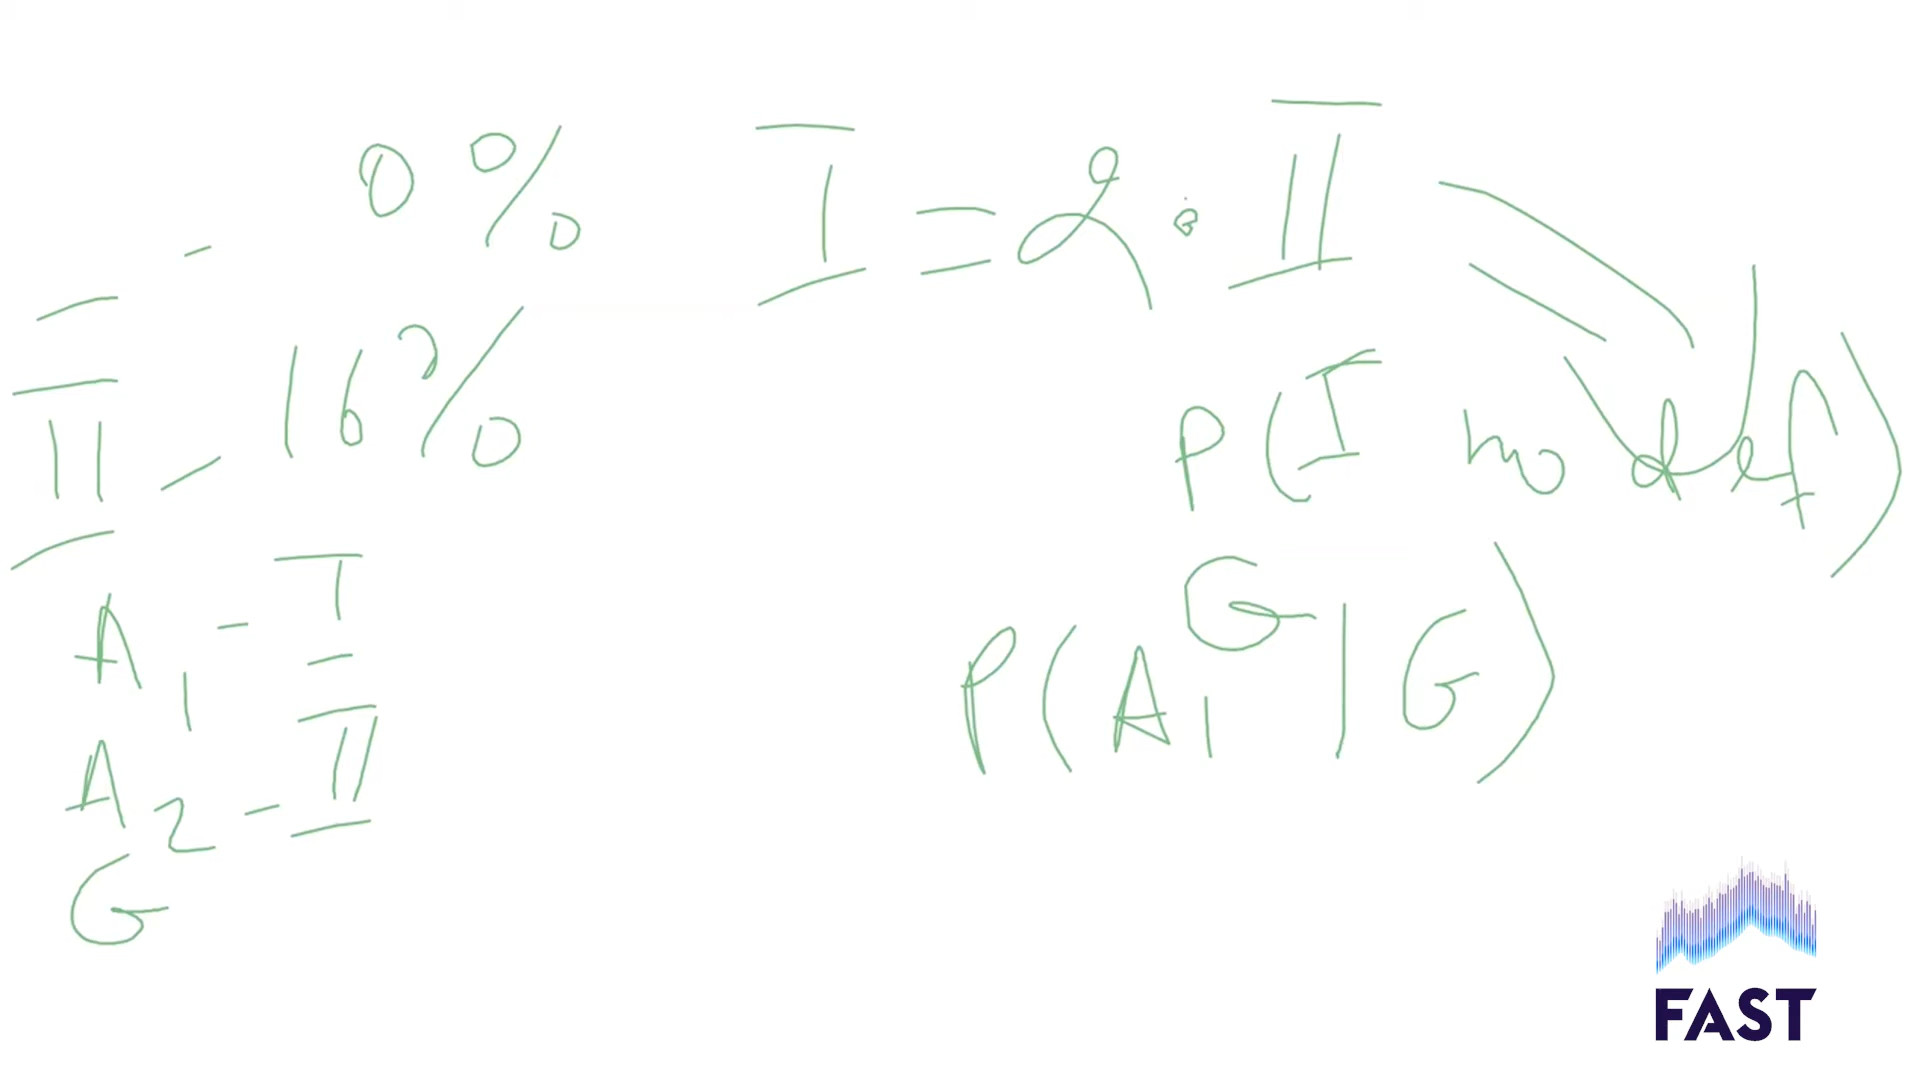 - 0%
II - 16%
I = 2 · II
P(I no def)
A1 - I
A2 - II
G
G
P(A1 | G)
FAST